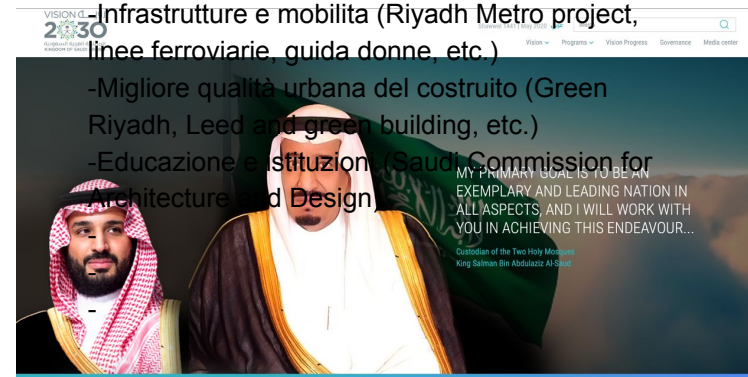 -Infrastrutture e mobilita (Riyadh Metro project,
linee ferroviarie, guida donne, etc.)
-Migliore qualità urbana del costruito (Green
Riyadh, Leed and green building, etc.)
-Educazione e Istituzioni (Saudi Commission for
Architecture and Design)
-
-
-
VISION
2030
KINGDOM OF SAUDI
1441 | May 2020
Vision
Programs
Vision Progress
Governance
Media center
MY PRIMARY GOAL IS TO BE AN
EXEMPLARY AND LEADING NATION IN
ALL ASPECTS, AND I WILL WORK WITH
YOU IN ACHIEVING THIS ENDEAVOUR...
Custodian of the Two Holy Mosques
King Salman Bin Abdulaziz Al-Saud